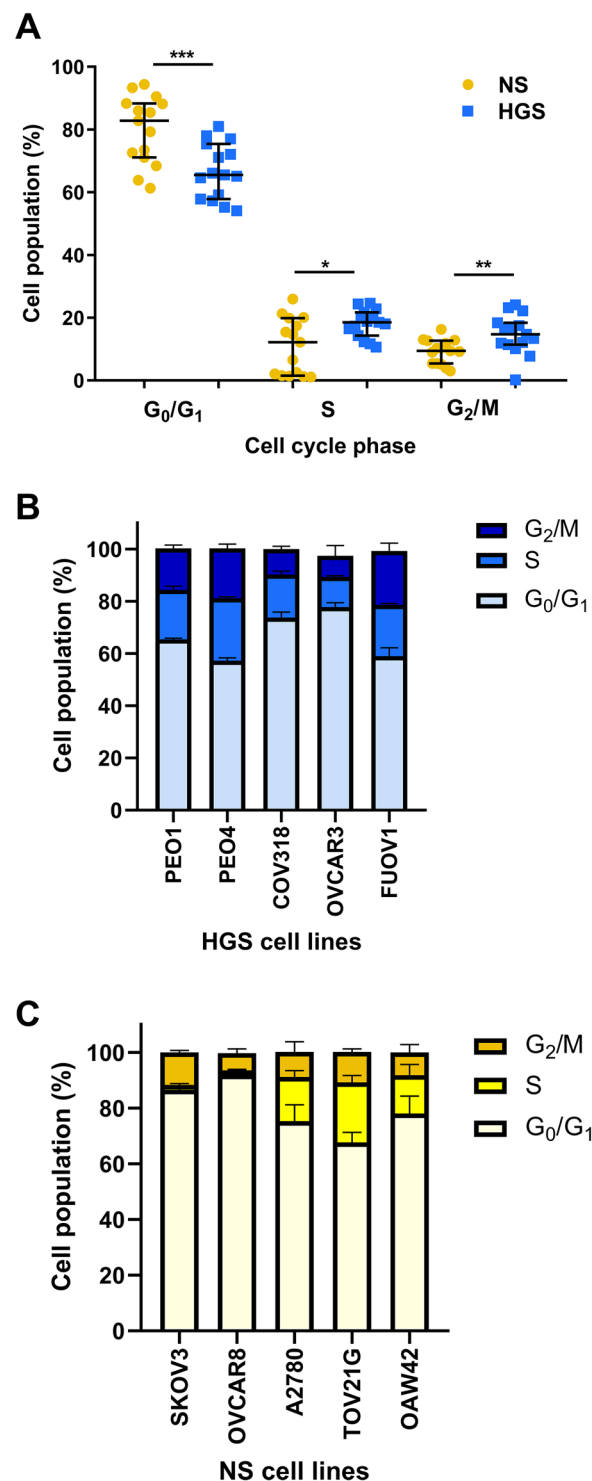 A
***
100
80
60
40
20
0
Cell population (%)
NS
HGS
*
**
G₀/G₁ S G₂/M
Cell cycle phase
B
100
80
60
40
20
0
Cell population (%)
G₂/M
S
G₀/G₁
PEO1
PEO4
COV318
OVCAR3
FUOV1
HGS cell lines
C
100
80
60
40
20
0
Cell population (%)
G₂/M
S
G₀/G₁
SKOV3
OVCAR8
A2780
TOV21G
OAW42
NS cell lines